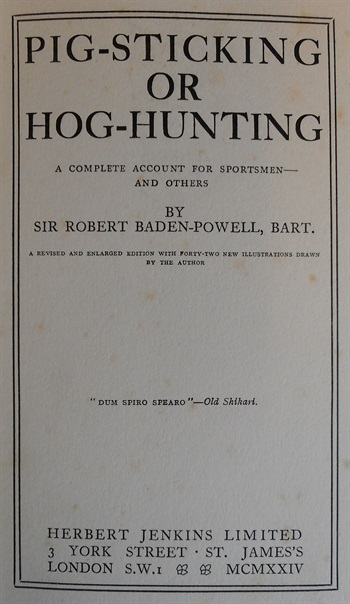 PIG-STICKING
OR
HOG-HUNTING
A COMPLETE ACCOUNT FOR SPORTSMEN—
AND OTHERS
BY
SIR ROBERT BADEN-POWELL, BART.
A REVISED AND ENLARGED EDITION WITH FORTY-TWO NEW ILLUSTRATIONS DRAWN
BY THE AUTHOR
"DUM SPIRO SPEARO"—Old Shihari.
HERBERT JENKINS LIMITED
3 YORK STREET · ST. JAMES'S
LONDON S.W.1 MCMXXIV